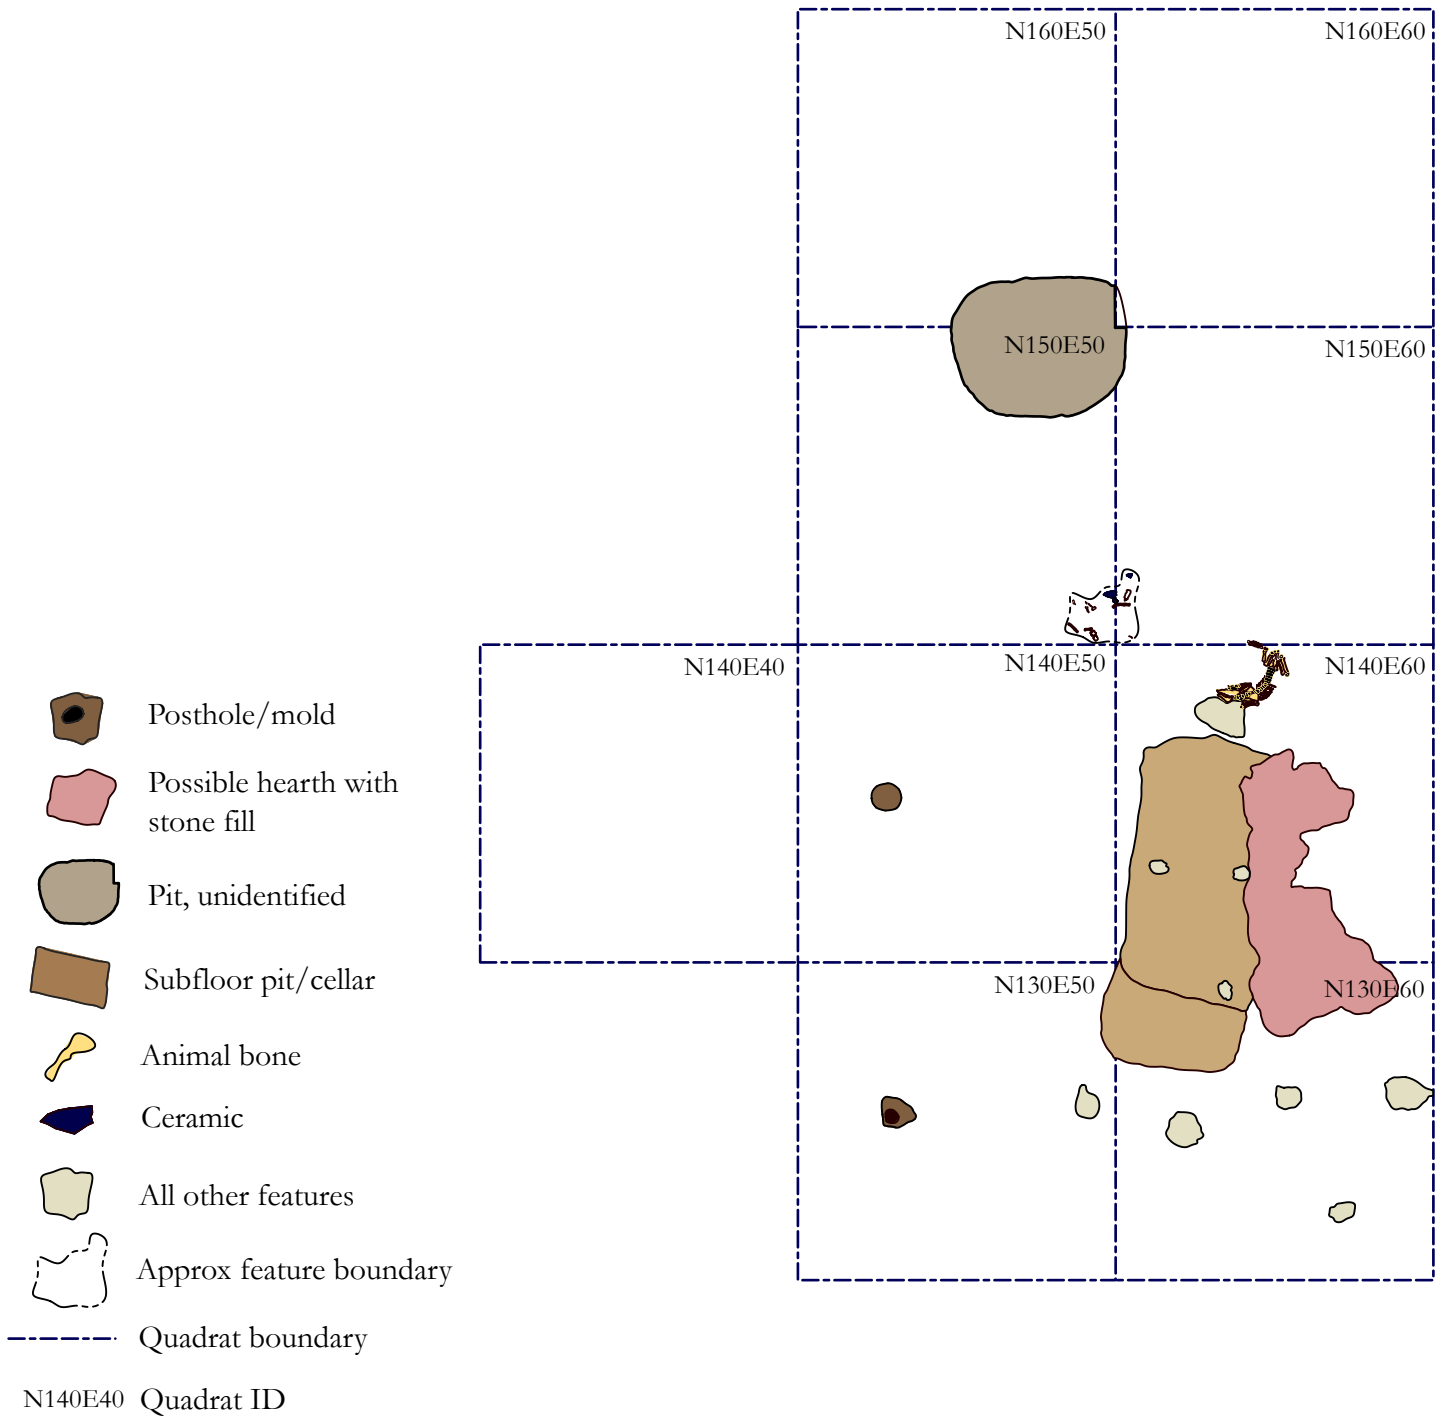 N160E50
N160E60
N150E50
N150E60
N140E40
N140E50
N140E60
N130E50
N130E60
Posthole/mold
Possible hearth with
stone fill
Pit, unidentified
Subfloor pit/cellar
Animal bone
Ceramic
All other features
Approx feature boundary
Quadrat boundary
N140E40 Quadrat ID